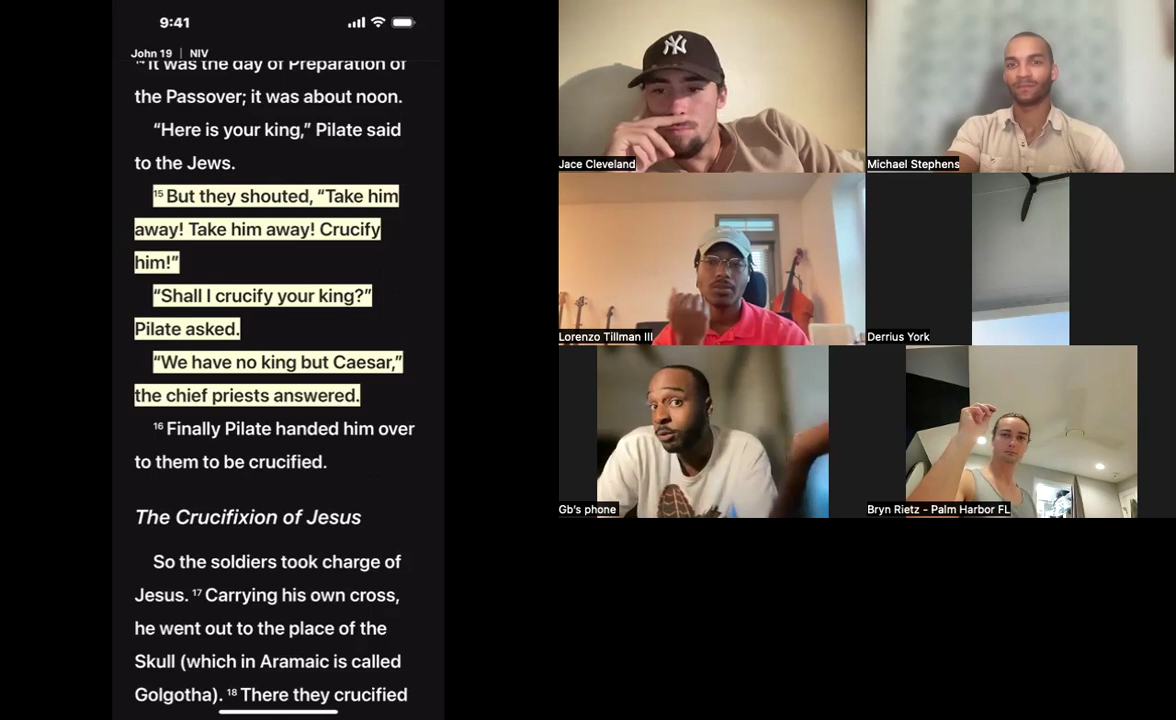 9:41
John 19 | NIV
14 It was the day of Preparation of
the Passover; it was about noon.
“Here is your king,” Pilate said
to the Jews.
15 But they shouted, “Take him
away! Take him away! Crucify
him!”
“Shall I crucify your king?”
Pilate asked.
“We have no king but Caesar,”
the chief priests answered.
16 Finally Pilate handed him over
to them to be crucified.
The Crucifixion of Jesus
So the soldiers took charge of
Jesus. 17 Carrying his own cross,
he went out to the place of the
Skull (which in Aramaic is called
Golgotha). 18 There they crucified
NY
Jace Cleveland
Michael Stephens
Lorenzo Tillman III
Derrius York
Gb’s phone
Bryn Rietz - Palm Harbor FL